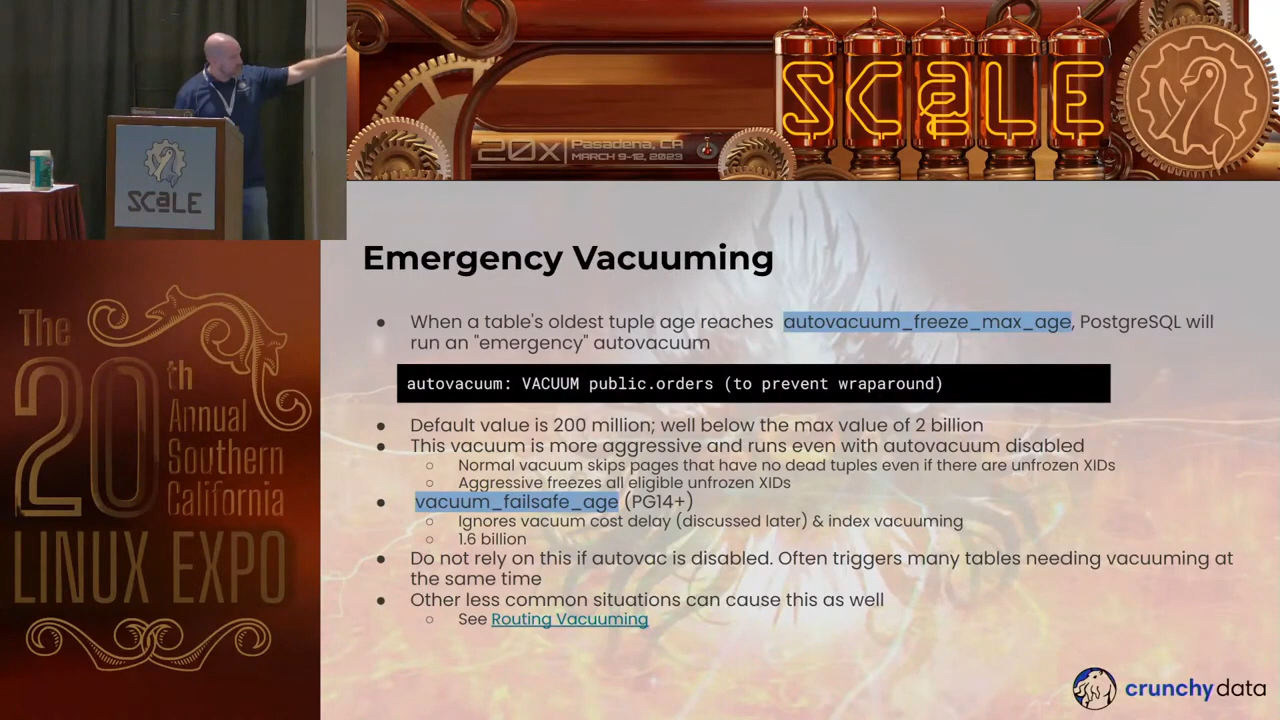 SCaLE
20x
Pasadena, CA
MARCH 9-12, 2023
SCaLE
The
20th
Annual
Southern
California
LINUX EXPO
Emergency Vacuuming
● When a table's oldest tuple age reaches autovacuum_freeze_max_age, PostgreSQL will
run an "emergency" autovacuum
autovacuum: VACUUM public.orders (to prevent wraparound)
● Default value is 200 million; well below the max value of 2 billion
● This vacuum is more aggressive and runs even with autovacuum disabled
○ Normal vacuum skips pages that have no dead tuples even if there are unfrozen XIDs
○ Aggressive freezes all eligible unfrozen XIDs
● vacuum_failsafe_age (PG14+)
○ Ignores vacuum cost delay (discussed later) & index vacuuming
○ 1.6 billion
● Do not rely on this if autovac is disabled. Often triggers many tables needing vacuuming at
the same time
● Other less common situations can cause this as well
○ See Routing Vacuuming
crunchydata